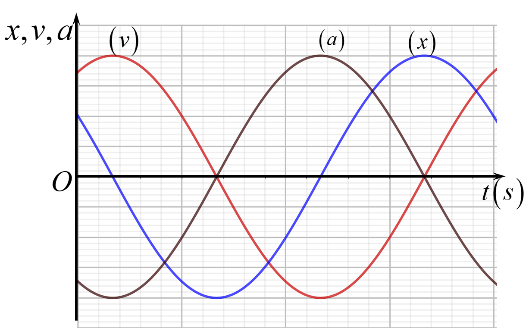 x, v, a
(v)
(a)
(x)
O
t(s)